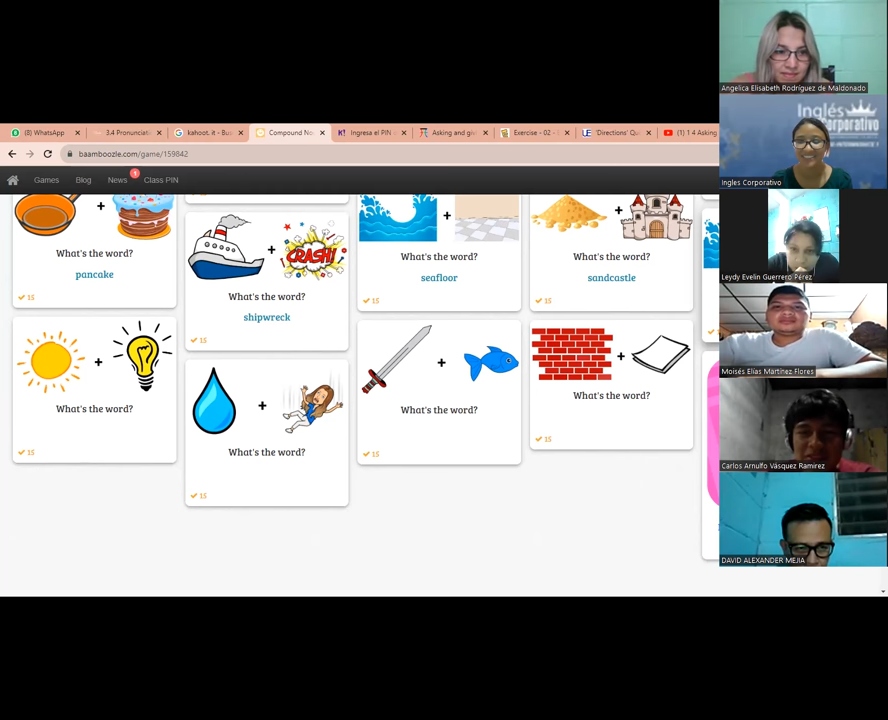 (8) WhatsApp
3.4 Pronunciati
kahoot. it - Bus
Compound No
Ingresa el PIN
Asking and giv
Exercise - 02 -
'Directions' Qu
(1) 1 4 Asking
baamboozle.com/game/159842
Games
Blog
News
1
Class PIN
What's the word?
pancake
15
CRASH!
What's the word?
shipwreck
15
What's the word?
seafloor
15
What's the word?
sandcastle
15
What's the word?
15
What's the word?
15
What's the word?
15
What's the word?
15
Angelica Elisabeth Rodríguez de Maldonado
Inglés
Corporativo
Ingles Corporativo
Leydy Evelin Guerrero Pérez
Moisés Elías Martínez Flores
Carlos Arnulfo Vásquez Ramirez
DAVID ALEXANDER MEJIA